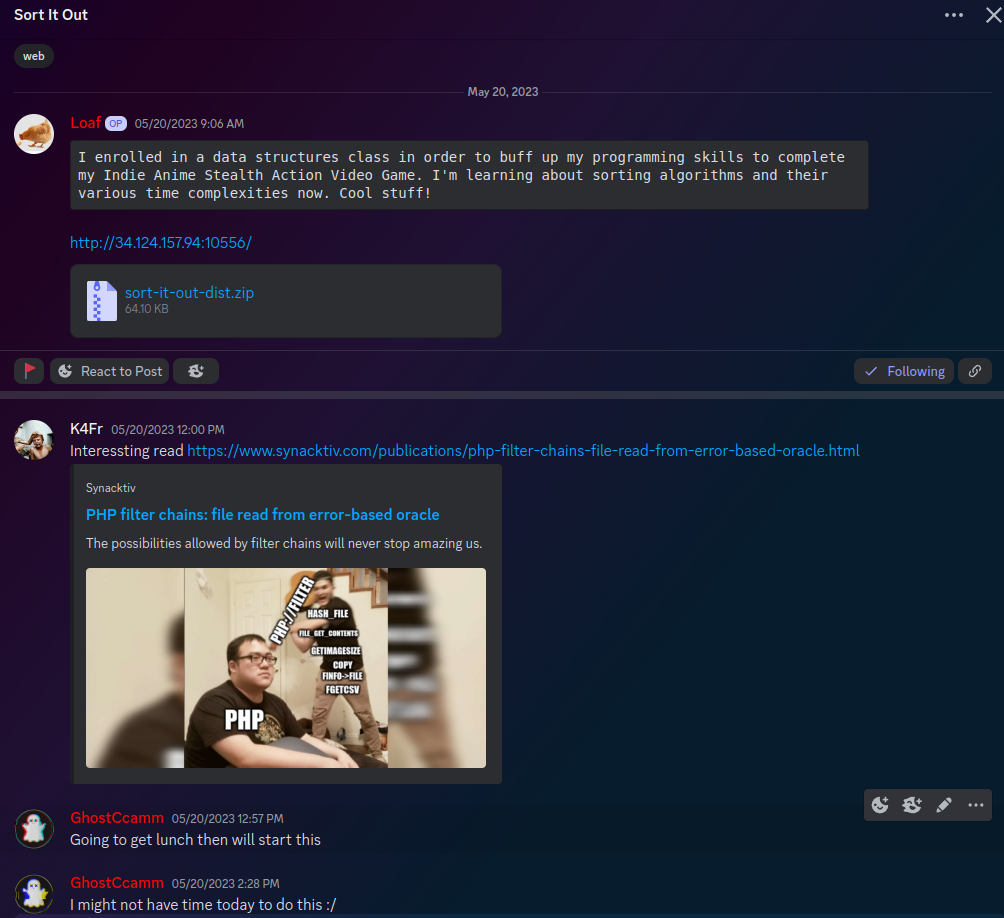 Sort It Out
web
May 20, 2023
Loaf OP 05/20/2023 9:06 AM
I enrolled in a data structures class in order to buff up my programming skills to complete
my Indie Anime Stealth Action Video Game. I'm learning about sorting algorithms and their
various time complexities now. Cool stuff!
http://34.124.157.94:10556/
sort-it-out-dist.zip
64.10 KB
React to Post
Following
K4Fr 05/20/2023 12:00 PM
Interessting read https://www.synacktiv.com/publications/php-filter-chains-file-read-from-error-based-oracle.html
Synacktiv
PHP filter chains: file read from error-based oracle
The possibilities allowed by filter chains will never stop amazing us.
PHP://FILTER
HASH_FILE
FILE_GET_CONTENTS
GETIMAGESIZE
COPY
FINFO->FILE
FGETCSV
PHP
GhostCcamm 05/20/2023 12:57 PM
Going to get lunch then will start this
GhostCcamm 05/20/2023 2:28 PM
I might not have time today to do this :/